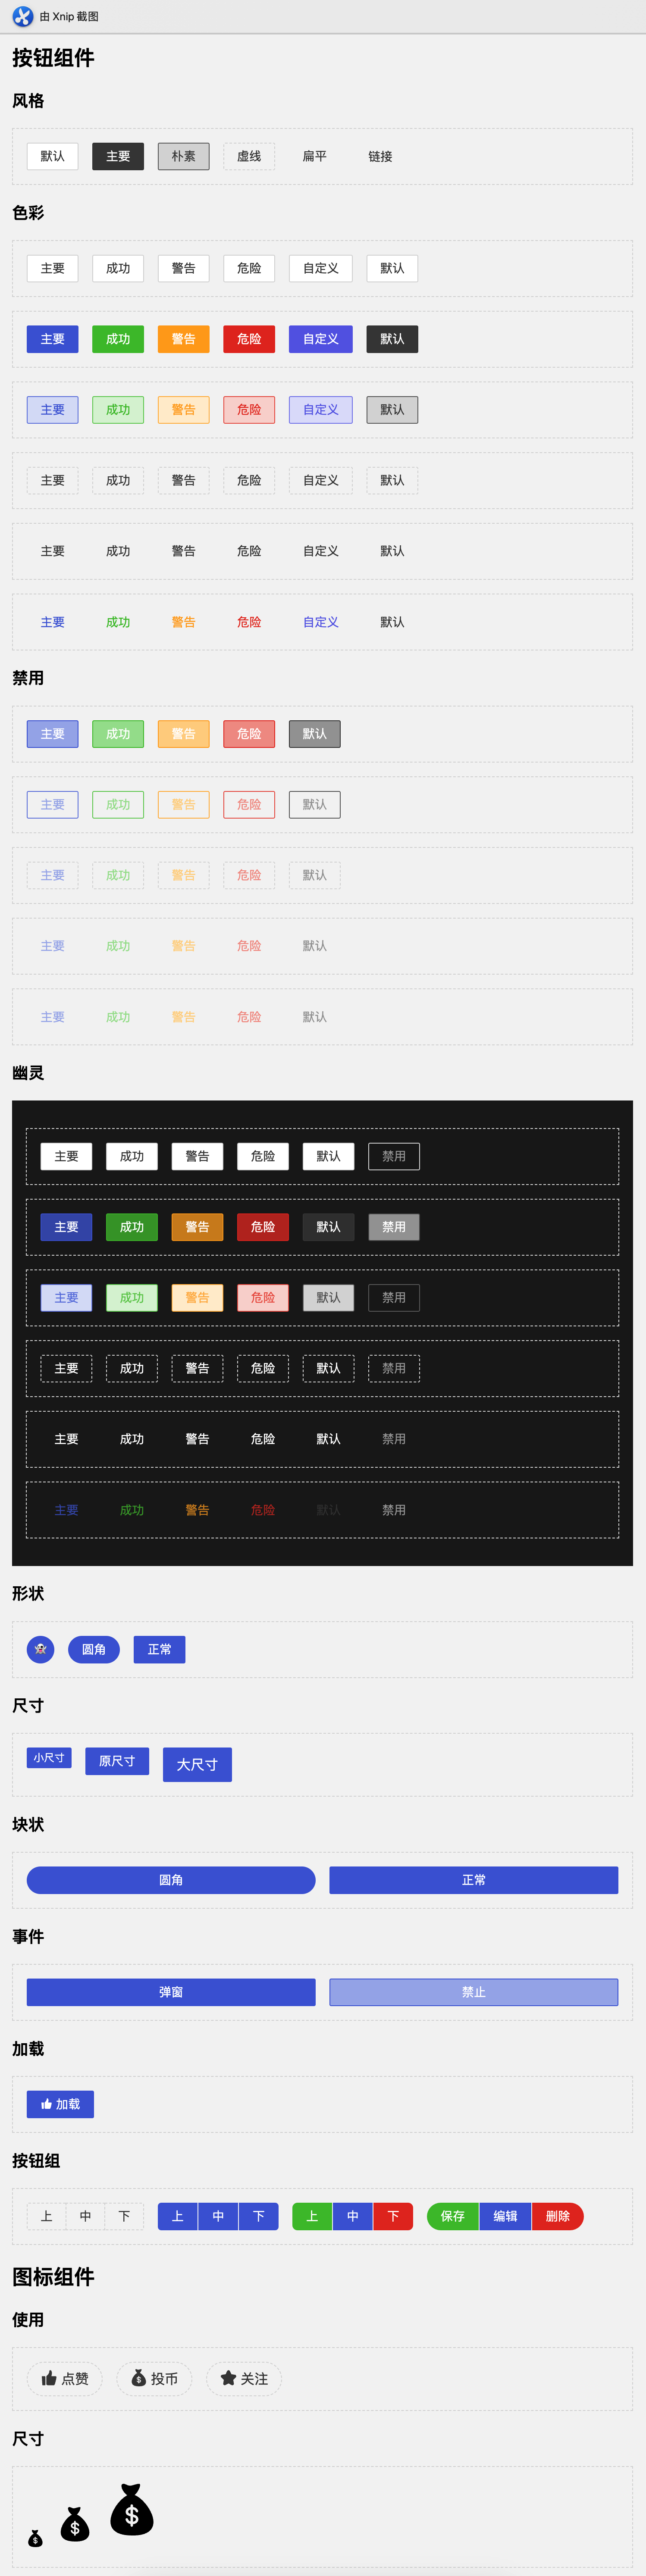 由 Xnip 截图
按钮组件
风格
默认 主要 朴素 虚线 扁平 链接
色彩
主要 成功 警告 危险 自定义 默认
主要 成功 警告 危险 自定义 默认
主要 成功 警告 危险 自定义 默认
主要 成功 警告 危险 自定义 默认
主要 成功 警告 危险 自定义 默认
主要 成功 警告 危险 自定义 默认
禁用
主要 成功 警告 危险 默认
主要 成功 警告 危险 默认
主要 成功 警告 危险 默认
主要 成功 警告 危险 默认
主要 成功 警告 危险 默认
幽灵
主要 成功 警告 危险 默认 禁用
主要 成功 警告 危险 默认 禁用
主要 成功 警告 危险 默认 禁用
主要 成功 警告 危险 默认 禁用
主要 成功 警告 危险 默认 禁用
主要 成功 警告 危险 默认 禁用
形状
圆角 正常
尺寸
小尺寸 原尺寸 大尺寸
块状
圆角 正常
事件
弹窗 禁止
加载
加载
按钮组
上 中 下 上 中 下 上 中 下 保存 编辑 删除
图标组件
使用
点赞 投币 关注
尺寸
$ $ $